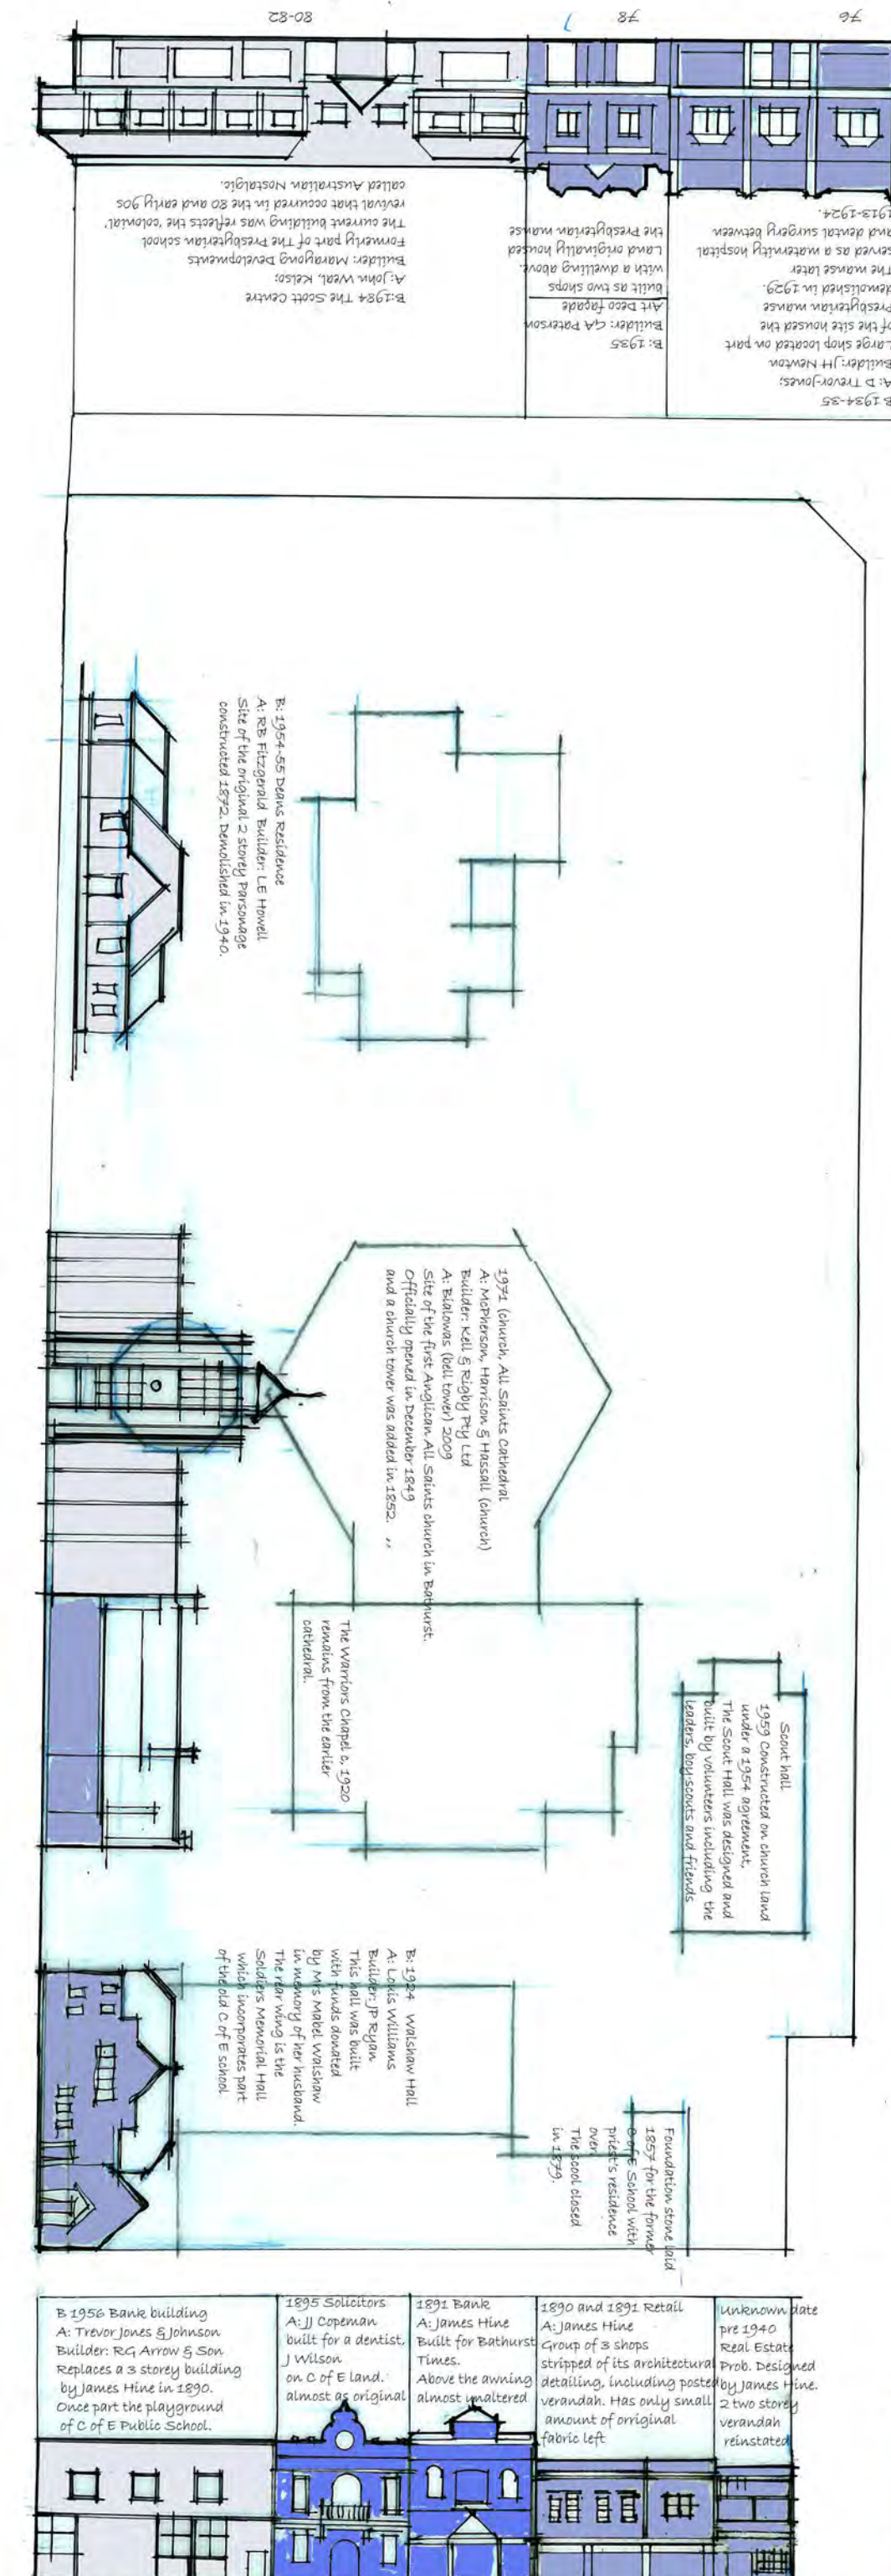 80-82
78
76
B:1984 The Scott Centre
A: John Weal, Kelso;
Builder: Marayong Developments
Formerly part of The Presbyterian school
The current building was reflects the 'colonial'
revival that occurred in the 80 and early 90s
called Australian Nostalgic.
B: 1935
Builder: GA Paterson
Art Deco façade
built as two shops
with a dwelling above.
Land originally housed
the Presbyterian manse
B 1934-35
A: D Trevor-Jones;
Builder: JH Newton
Large shop located on part
of the site housed the
Presbyterian manse
demolished in 1929.
The manse later
served as a maternity hospital
and dental surgery between
1913-1924.
B: 1954-55 Deans Residence
A: RB Fitzgerald Builder: LE Howell
Site of the original 2 storey Parsonage
constructed 1872. Demolished in 1940.
1971 (church, All Saints Cathedral
A: McPherson, Harrison & Hassall (church)
Builder: Kell & Rigby Pty Ltd
A: Bialowas (bell tower) 2009
Site of the first Anglican All Saints church in Bathurst.
Officially opened in December 1849
and a church tower was added in 1852. ,,
The Warriors Chapel c, 1920
remains from the earlier
cathedral.
Scout hall
1959 Constructed on church land
under a 1954 agreement,
The Scout Hall was designed and
built by volunteers including the
leaders, boy scouts and friends
B: 1924 Walshaw Hall
A: Louis Williams
Builder: JP Ryan
This hall was built
with funds donated
by Mrs Mabel Walshaw
in memory of her husband.
The rear wing is the
Soldiers Memorial Hall
which incorporates part
of the old C of E school
Foundation stone laid
1857 for the former
C of E School with
priest's residence
over.
The scool closed
in 1879.
B 1956 Bank building
A: Trevor Jones & Johnson
Builder: RG Arrow & Son
Replaces a 3 storey building
by James Hine in 1890.
Once part the playground
of C of E Public School.
1895 Solicitors
A: JJ Copeman
built for a dentist,
J Wilson
on C of E land.
almost as original
1891 Bank
A: James Hine
Built for Bathurst
Times.
Above the awning
almost unaltered
1890 and 1891 Retail
A: James Hine
Group of 3 shops
stripped of its architectural
detailing, including posted
verandah. Has only small
amount of orriginal
fabric left
Unknown date
pre 1940
Real Estate
Prob. Designed
by James Hine.
2 two storey
verandah
reinstated